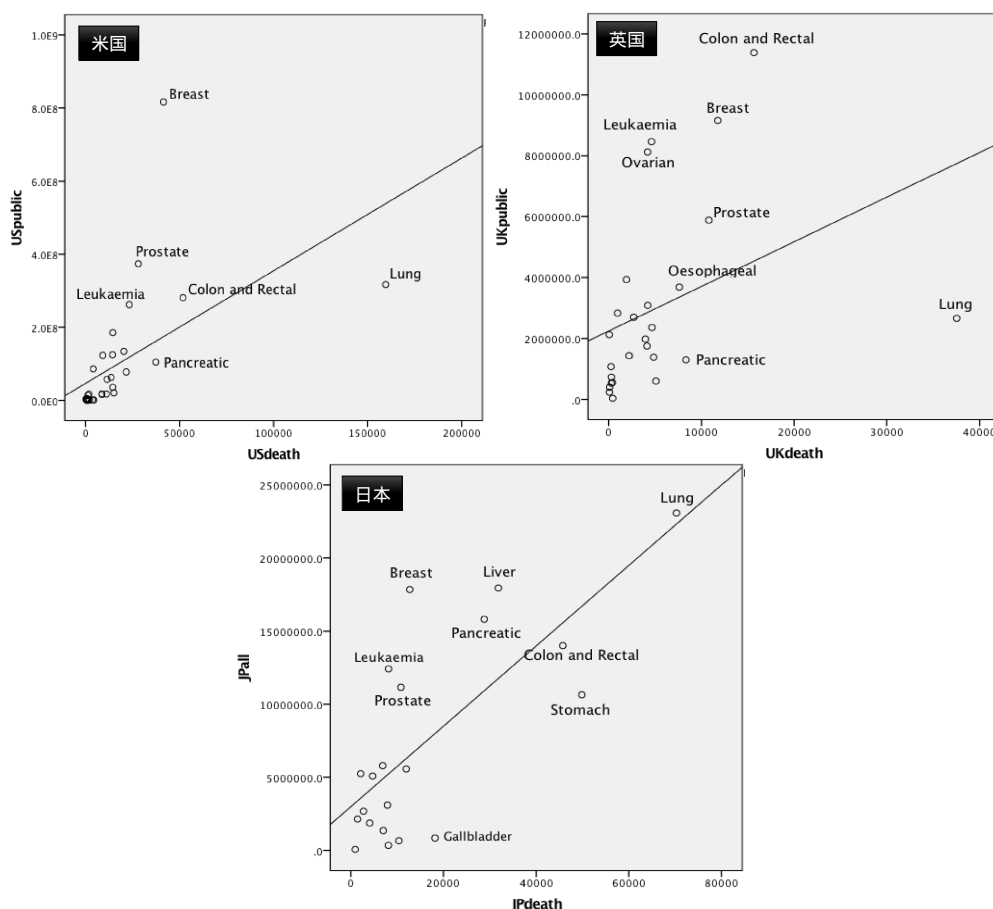 米国
1.0E9
8.0E8
6.0E8
4.0E8
2.0E8
0.0E0
USpublic
Breast
Prostate
Leukaemia
Colon and Rectal
Lung
Pancreatic
0
50000
100000
150000
200000
USdeath
英国
12000000.0
10000000.0
8000000.0
6000000.0
4000000.0
2000000.0
.0
UKpublic
Colon and Rectal
Breast
Leukaemia
Ovarian
Prostate
Oesophageal
Lung
Pancreatic
0
10000
20000
30000
40000
UKdeath
日本
25000000.0
20000000.0
15000000.0
10000000.0
5000000.0
.0
JPall
Lung
Breast
Liver
Pancreatic
Leukaemia
Colon and Rectal
Prostate
Stomach
Gallbladder
0
20000
40000
60000
80000
JPdeath